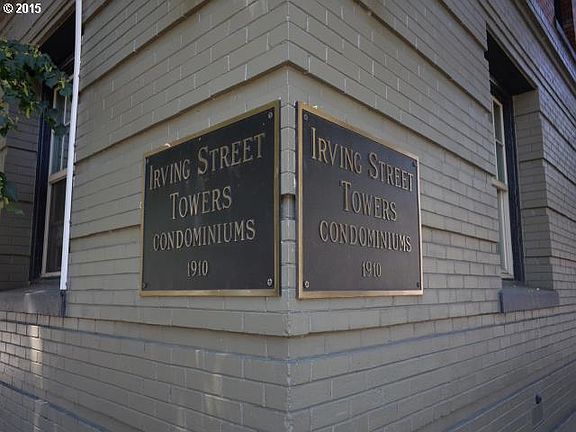 © 2015
IRVING STREET
TOWERS
CONDOMINIUMS
1910
IRVING STREET
TOWERS
CONDOMINIUMS
1910